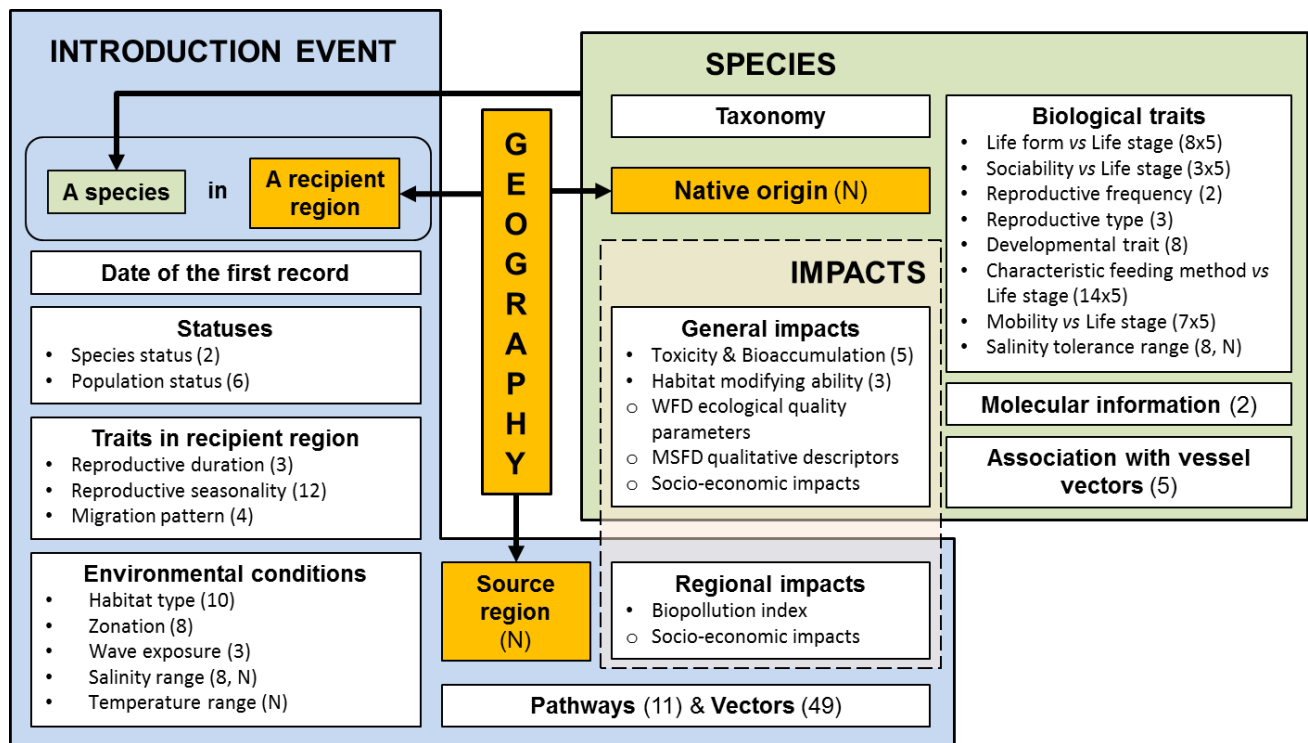 INTRODUCTION EVENT
A species
in
A recipient
region
Date of the first record
Statuses
• Species status (2)
• Population status (6)
Traits in recipient region
• Reproductive duration (3)
• Reproductive seasonality (12)
• Migration pattern (4)
Environmental conditions
• Habitat type (10)
• Zonation (8)
• Wave exposure (3)
• Salinity range (8, N)
• Temperature range (N)
G
E
O
G
R
A
P
H
Y
Source
region
(N)
Pathways (11) & Vectors (49)
SPECIES
Taxonomy
Native origin (N)
IMPACTS
General impacts
• Toxicity & Bioaccumulation (5)
• Habitat modifying ability (3)
o WFD ecological quality
parameters
o MSFD qualitative descriptors
o Socio-economic impacts
Regional impacts
• Biopollution index
o Socio-economic impacts
Biological traits
• Life form vs Life stage (8x5)
• Sociability vs Life stage (3x5)
• Reproductive frequency (2)
• Reproductive type (3)
• Developmental trait (8)
• Characteristic feeding method vs
Life stage (14x5)
• Mobility vs Life stage (7x5)
• Salinity tolerance range (8, N)
Molecular information (2)
Association with vessel
vectors (5)